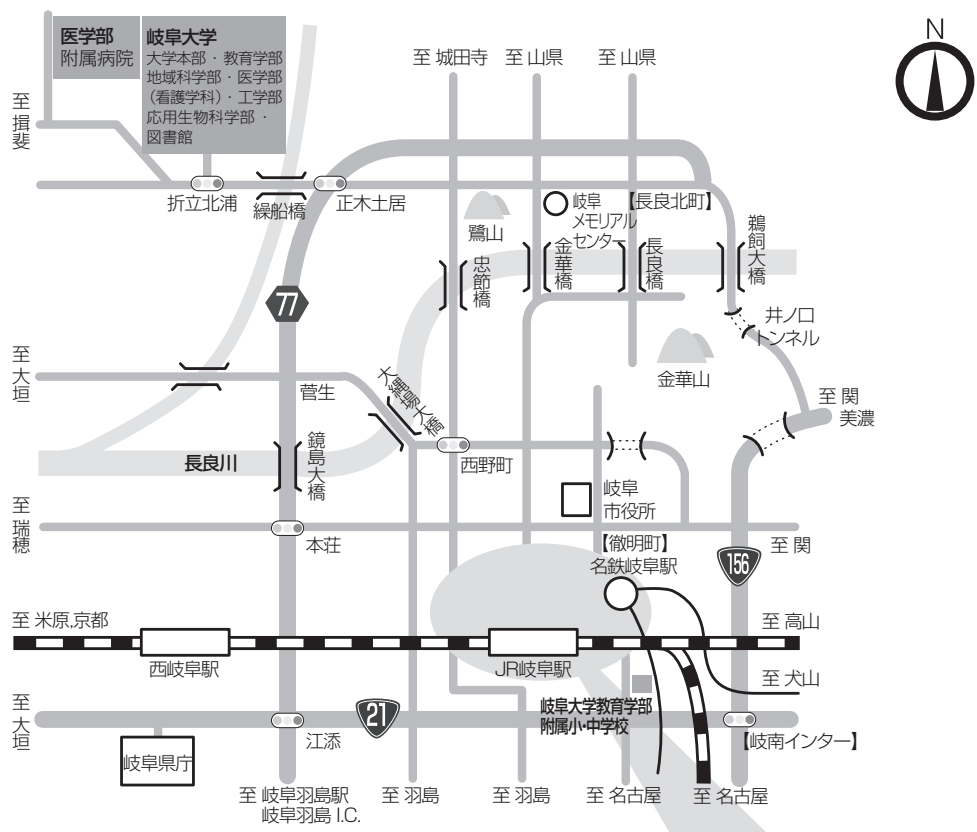 N
医学部
附属病院
岐阜大学
大学本部・教育学部
地域科学部・医学部
(看護学科)・工学部
応用生物科学部・
図書館
至 城田寺
至 山県
至 山県
至 揖斐
折立北浦
繰船橋
正木土居
鷺山
岐阜
メモリアル
センター
【長良北町】
忠節橋
金華橋
長良橋
鵜飼大橋
77
井ノ口
トンネル
金華山
至 大垣
菅生
大縄場大橋
至 関
美濃
長良川
鏡島大橋
西野町
岐阜
市役所
至 瑞穂
本荘
【徹明町】
名鉄岐阜駅
156
至 関
至 米原,京都
至 高山
西岐阜駅
JR岐阜駅
至 犬山
至 大垣
21
江添
岐阜大学教育学部
附属小・中学校
【岐南インター】
岐阜県庁
至 岐阜羽島駅
岐阜羽島 I.C.
至 羽島
至 羽島
至 名古屋
至 名古屋